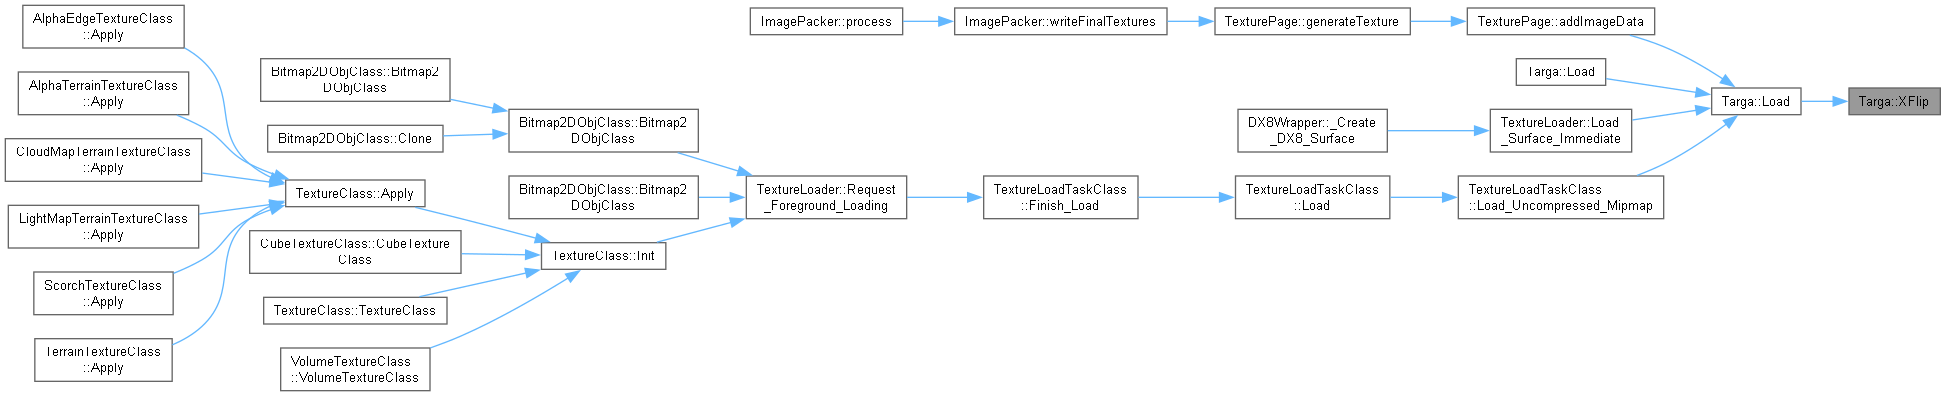 AlphaEdgeTextureClass
::Apply
AlphaTerrainTextureClass
::Apply
CloudMapTerrainTextureClass
::Apply
LightMapTerrainTextureClass
::Apply
ScorchTextureClass
::Apply
TerrainTextureClass
::Apply
Bitmap2DObjClass::Bitmap2
DObjClass
Bitmap2DObjClass::Clone
TextureClass::Apply
CubeTextureClass::CubeTexture
Class
TextureClass::TextureClass
VolumeTextureClass
::VolumeTextureClass
Bitmap2DObjClass::Bitmap2
DObjClass
Bitmap2DObjClass::Bitmap2
DObjClass
TextureClass::Init
ImagePacker::process
TextureLoader::Request
_Foreground_Loading
ImagePacker::writeFinalTextures
TextureLoadTaskClass
::Finish_Load
TexturePage::generateTexture
DX8Wrapper::_Create
_DX8_Surface
TextureLoadTaskClass
::Load
TexturePage::addImageData
Targa::Load
TextureLoader::Load
_Surface_Immediate
TextureLoadTaskClass
::Load_Uncompressed_Mipmap
Targa::Load
Targa::XFlip